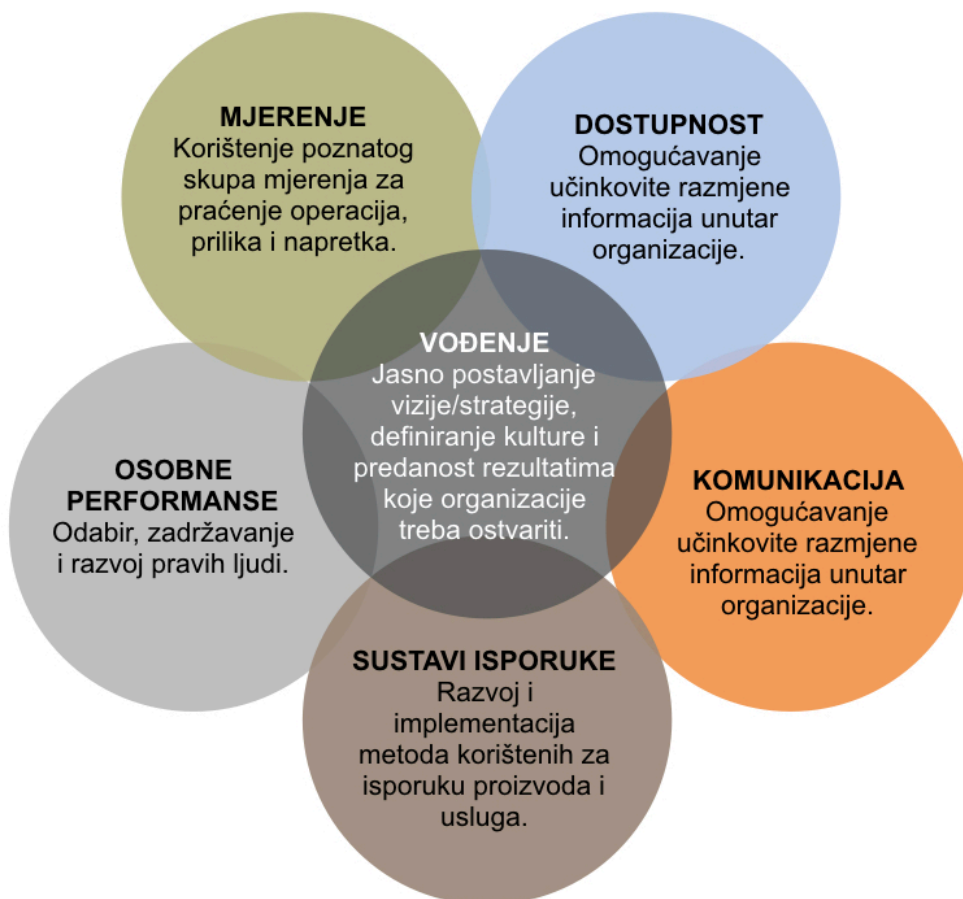 MJERENJE
Korištenje poznatog
skupa mjerenja za
praćenje operacija,
prilika i napretka.
DOSTUPNOST
Omogućavanje
učinkovite razmjene
informacija unutar
organizacije.
VOĐENJE
Jasno postavljanje
vizije/strategije,
definiranje kulture i
predanost rezultatima
koje organizacije
treba ostvariti.
OSOBNE
PERFORMANSE
Odabir, zadržavanje
i razvoj pravih ljudi.
KOMUNIKACIJA
Omogućavanje
učinkovite razmjene
informacija unutar
organizacije.
SUSTAVI ISPORUKE
Razvoj i
implementacija
metoda korištenih za
isporuku proizvoda i
usluga.